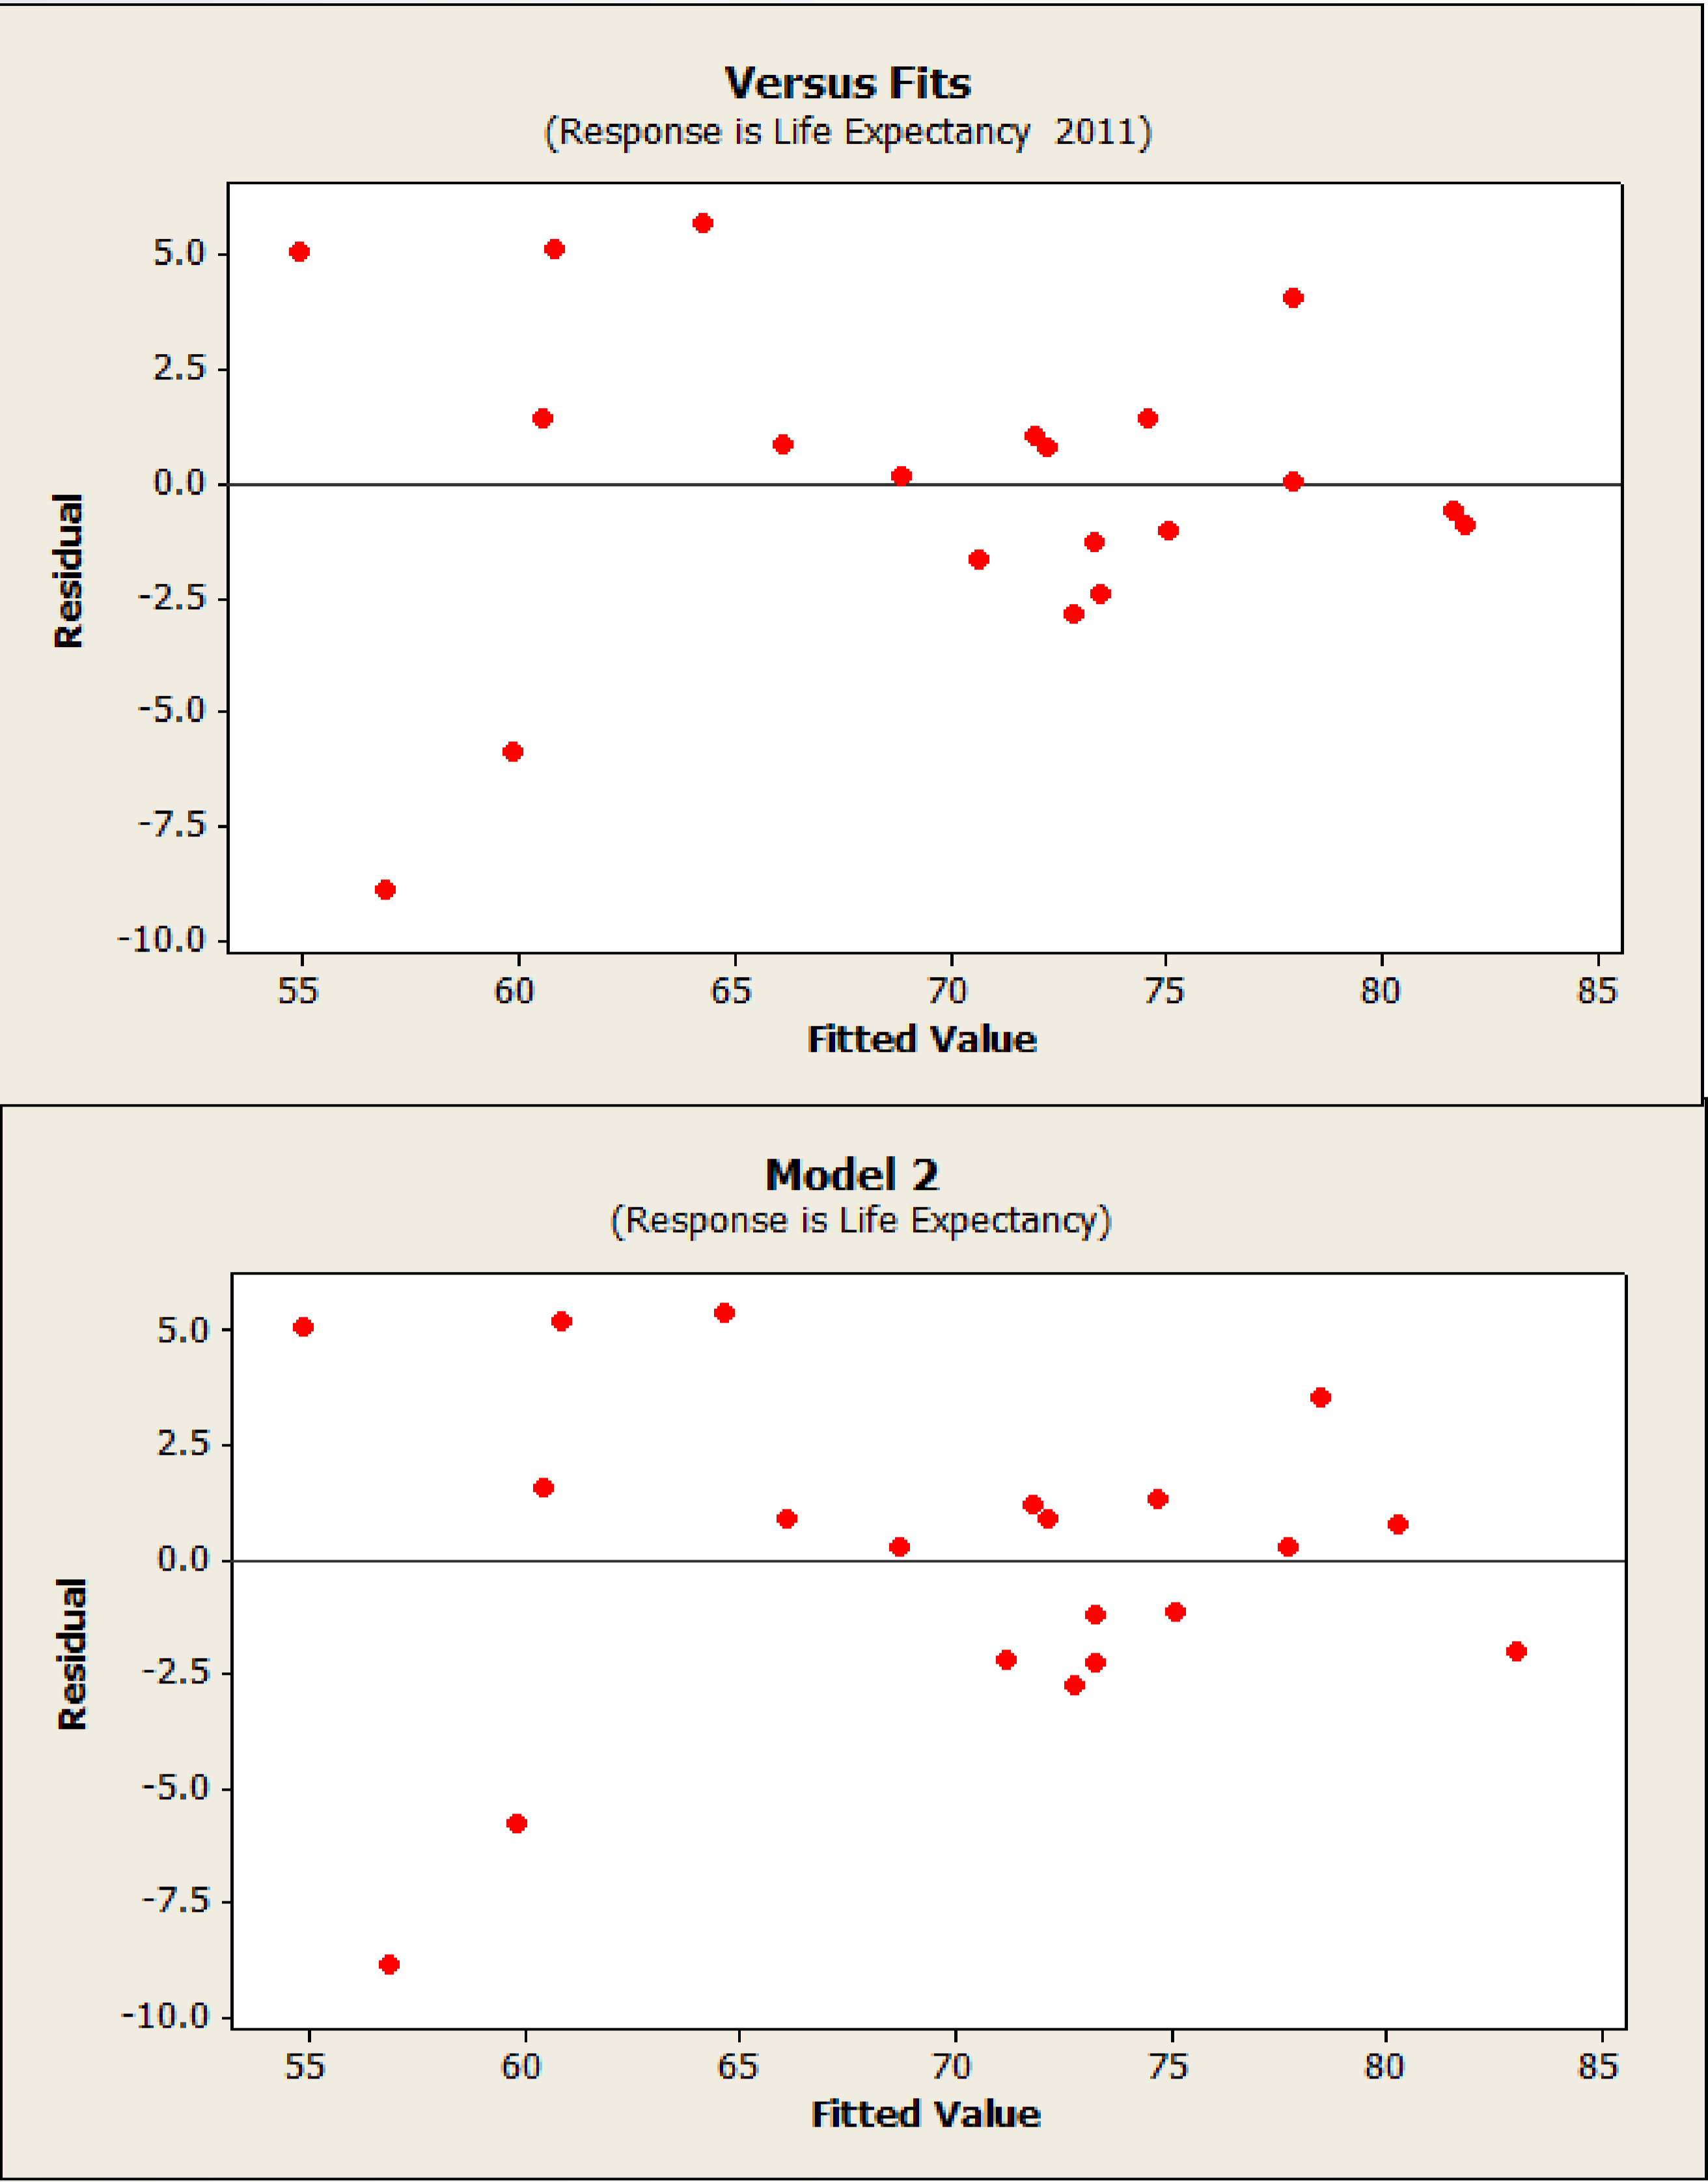 Versus Fits
(Response is Life Expectancy 2011)
5.0
2.5
0.0
-2.5
-5.0
-7.5
-10.0
Residual
55 60 65 70 75 80 85
Fitted Value
Model 2
(Response is Life Expectancy)
5.0
2.5
0.0
-2.5
-5.0
-7.5
-10.0
Residual
55 60 65 70 75 80 85
Fitted Value